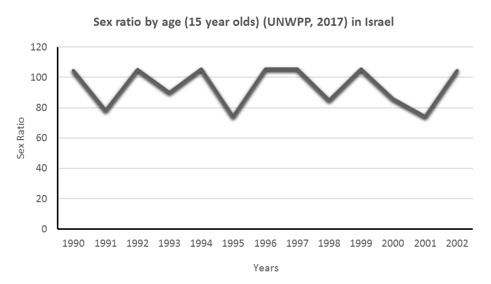 Sex ratio by age (15 year olds) (UNWPP, 2017) in Israel
120
100
80
60
40
20
0
Sex Ratio
1990 1991 1992 1993 1994 1995 1996 1997 1998 1999 2000 2001 2002
Years